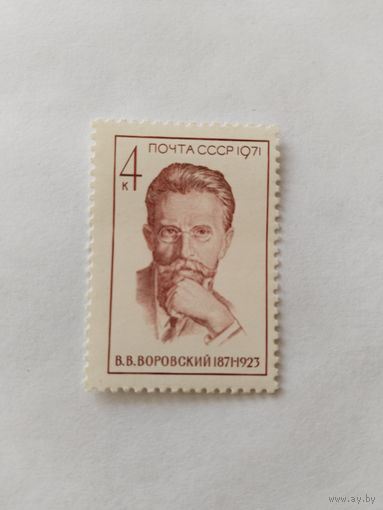 ПОЧТА СССР 1971
4
К
В.В.ВОРОВСКИЙ 1871-1923
www.ay.by